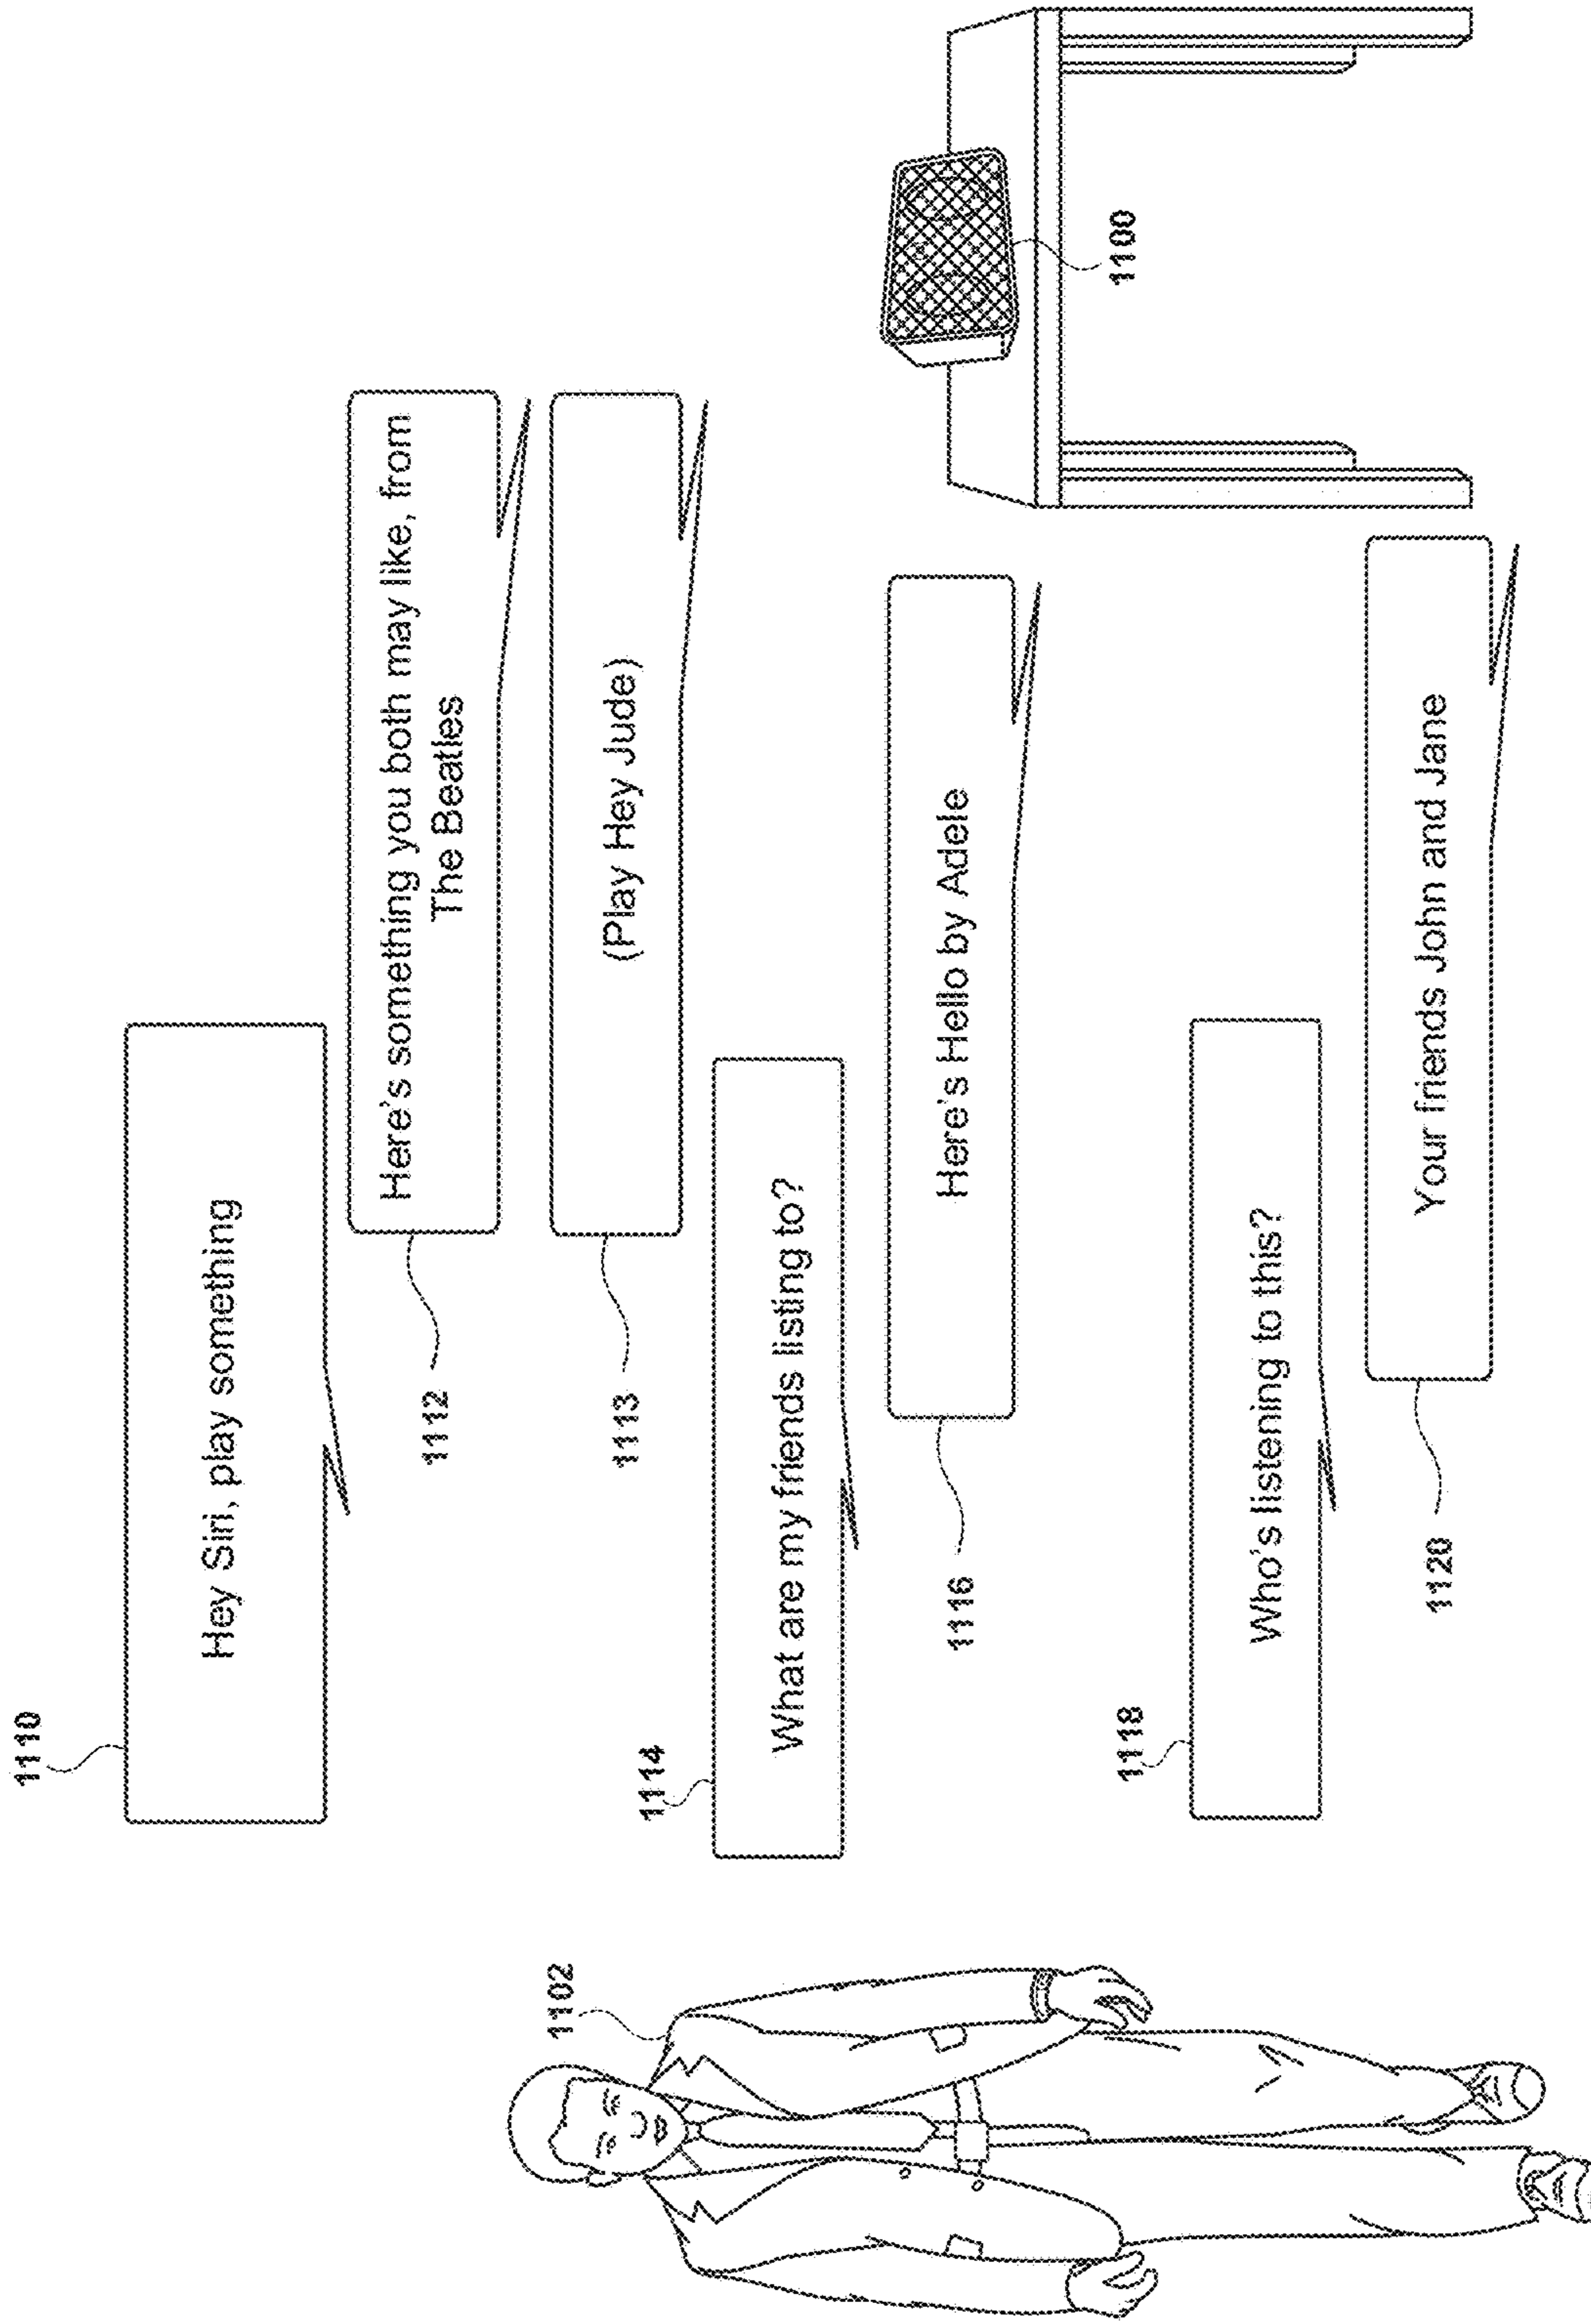 1110
Hey Siri, play something
1112
Here's something you both may like, from
The Beatles
1113
(Play Hey Jude)
1102
1114
What are my friends listing to?
1116
Here's Hello by Adele
1100
1118
Who's listening to this?
1120
Your friends John and Jane